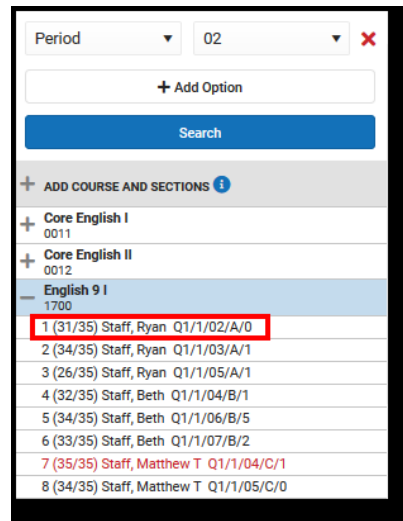 Period 02
Add Option
Search
ADD COURSE AND SECTIONS
Core English I
0011
Core English II
0012
English 9 I
1700
1 (31/35) Staff, Ryan Q1/1/02/A/0
2 (34/35) Staff, Ryan Q1/1/03/A/1
3 (26/35) Staff, Ryan Q1/1/05/A/1
4 (32/35) Staff, Beth Q1/1/04/B/1
5 (34/35) Staff, Beth Q1/1/06/B/5
6 (33/35) Staff, Beth Q1/1/07/B/2
7 (35/35) Staff, Matthew T Q1/1/04/C/1
8 (34/35) Staff, Matthew T Q1/1/05/C/0